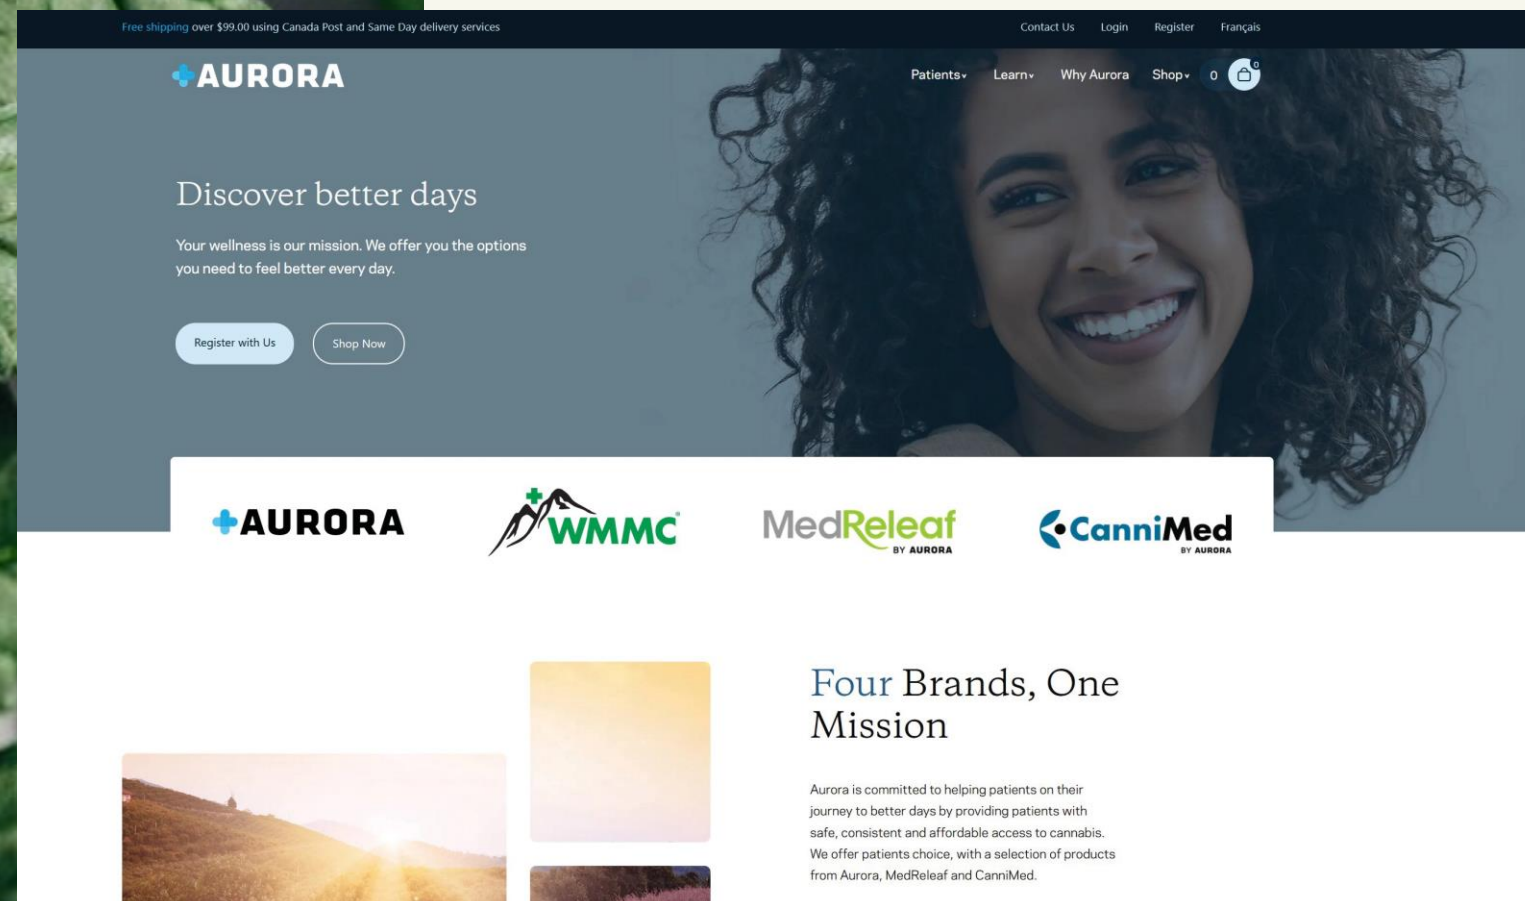 Free shipping over $99.00 using Canada Post and Same Day delivery services
Contact Us Login Register Français
AURORA
Patients Learn Why Aurora Shop 0 0
Discover better days
Your wellness is our mission. We offer you the options
you need to feel better every day.
Register with Us Shop Now
AURORA
WMMC
MedReleaf
BY AURORA
CanniMed
BY AURORA
Four Brands, One
Mission
Aurora is committed to helping patients on their
journey to better days by providing patients with
safe, consistent and affordable access to cannabis.
We offer patients choice, with a selection of products
from Aurora, MedReleaf and CanniMed.